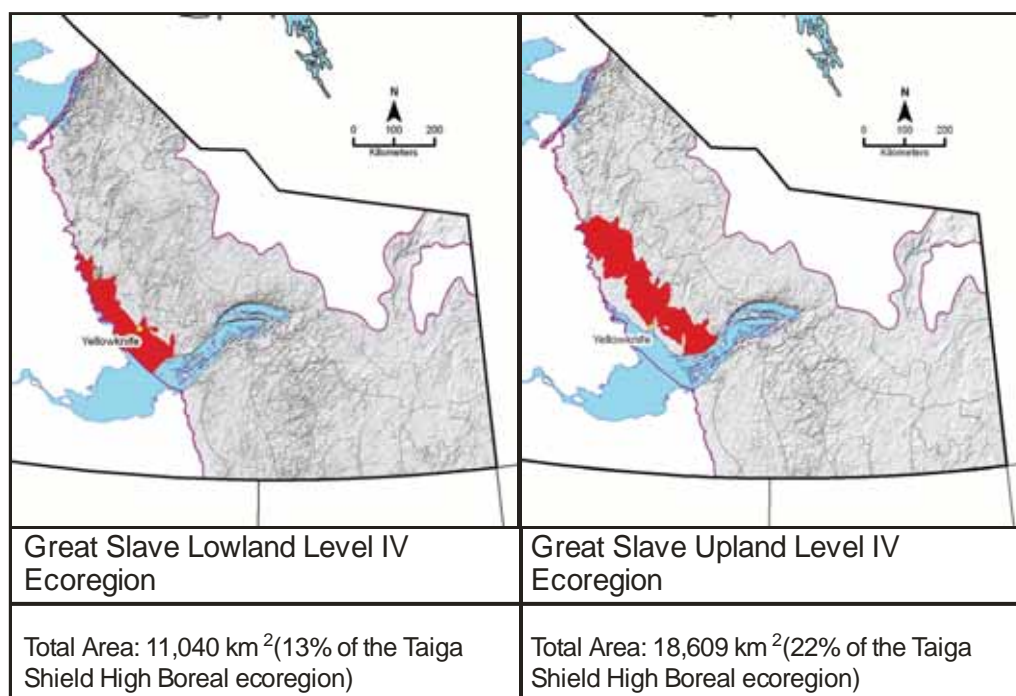 N
0 100 200
Kilometers
Yellowknife
N
0 100 200
Kilometers
Yellowknife
Great Slave Lowland Level IV
Ecoregion
Great Slave Upland Level IV
Ecoregion
Total Area: 11,040 km 2(13% of the Taiga
Shield High Boreal ecoregion)
Total Area: 18,609 km 2(22% of the Taiga
Shield High Boreal ecoregion)